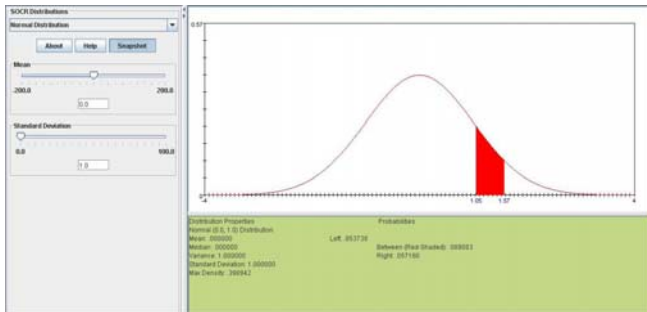 SOCR Distributions
Normal Distribution
About Help Snapshot
Mean
-200.0 200.0
0.0
Standard Deviation
0.0 100.0
1.0
0.57
-4 1.05 1.57 4
Distribution Properties Probabilities
Normal (0.0, 1.0) Distribution
Mean: .000000 Left: .853738
Median: .000000 Between (Red-Shaded):
Variance: 1.000000 Right:
Standard Deviation: 1.000000
Max Density: .398942